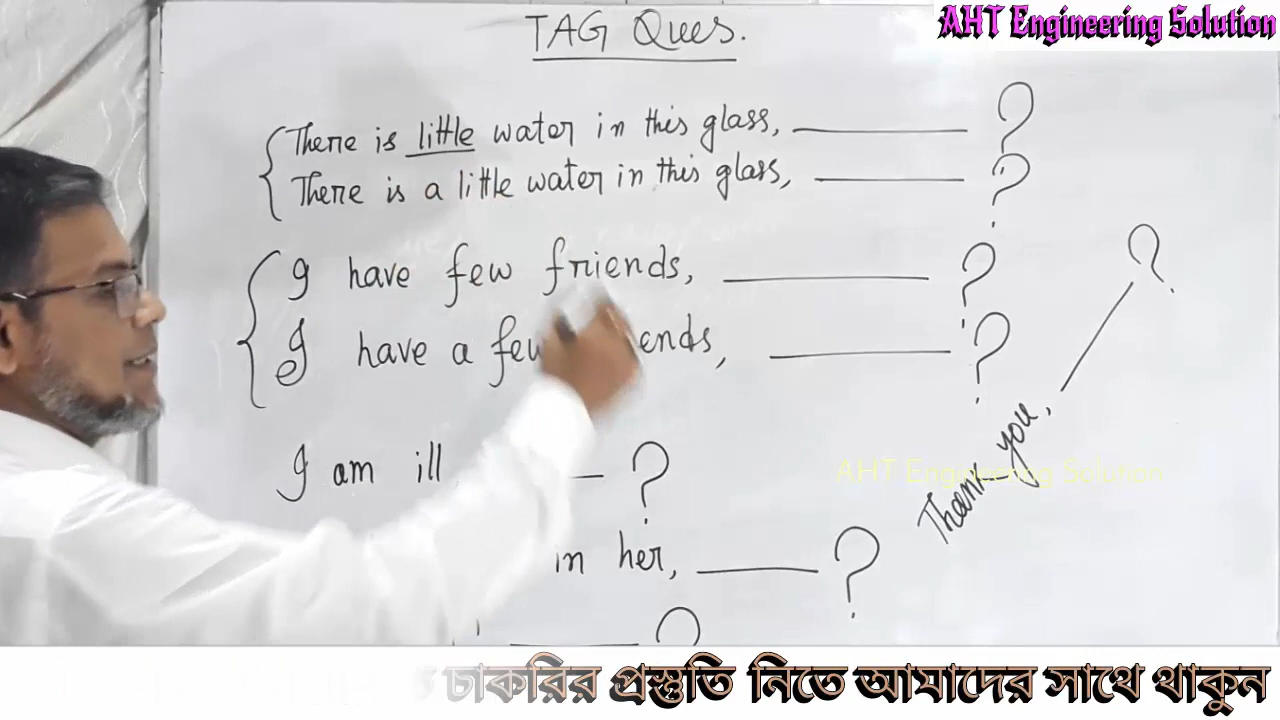 AHT Engineering Solution
TAG Ques.
There is little water in this glass, ?
There is a little water in this glass, ?
I have few friends, ?
I have a few ends, ?
I am ill ?
Thank you, ?
AHT Engineering Solution
in her, ?
?
চাকরির প্রস্তুতি নিতে আমাদের সাথে থাকুন